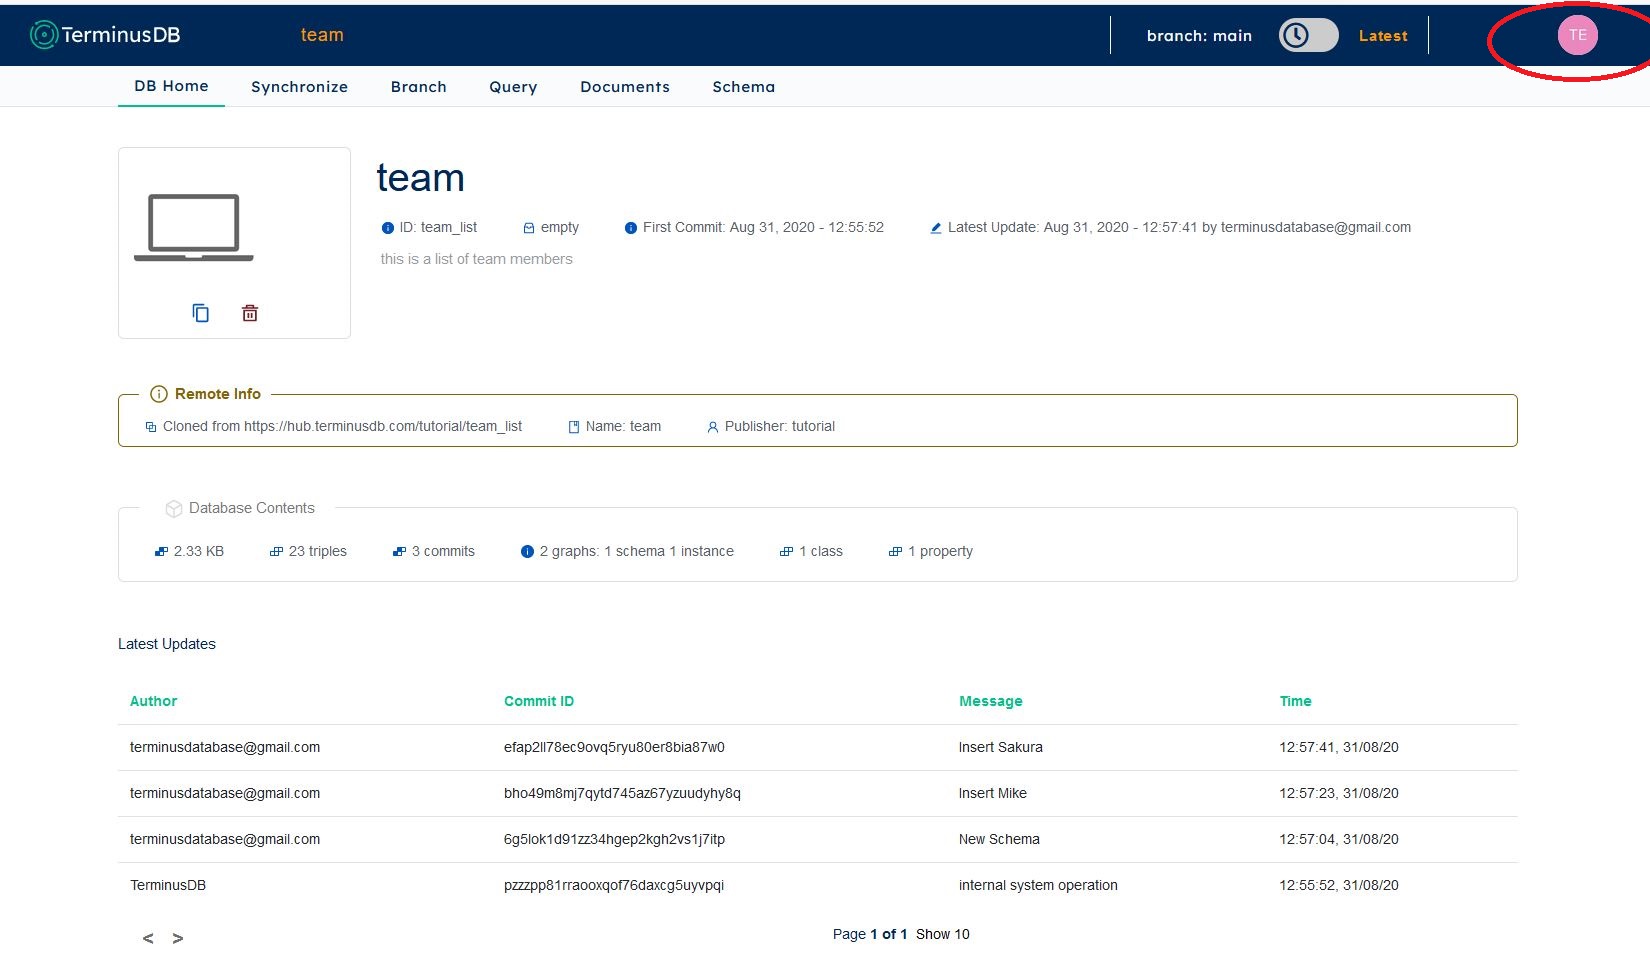 TerminusDB team branch: main Latest TE
DB Home Synchronize Branch Query Documents Schema
team
ID: team_list empty First Commit: Aug 31, 2020 - 12:55:52 Latest Update: Aug 31, 2020 - 12:57:41 by terminusdatabase@gmail.com
this is a list of team members
Remote Info
Cloned from https://hub.terminusdb.com/tutorial/team_list Name: team Publisher: tutorial
Database Contents
2.33 KB 23 triples 3 commits 2 graphs: 1 schema 1 instance 1 class 1 property
Latest Updates
Author Commit ID Message Time
terminusdatabase@gmail.com efap2ll78ec9ovq5ryu80er8bia87w0 Insert Sakura 12:57:41, 31/08/20
terminusdatabase@gmail.com bho49m8mj7qytd745az67yzuudyhy8q Insert Mike 12:57:23, 31/08/20
terminusdatabase@gmail.com 6g5lok1d91zz34hgep2kgh2vs1j7itp New Schema 12:57:04, 31/08/20
TerminusDB pzzzpp81rraooxqof76daxcg5uyvpqi internal system operation 12:55:52, 31/08/20
< > Page 1 of 1 Show 10